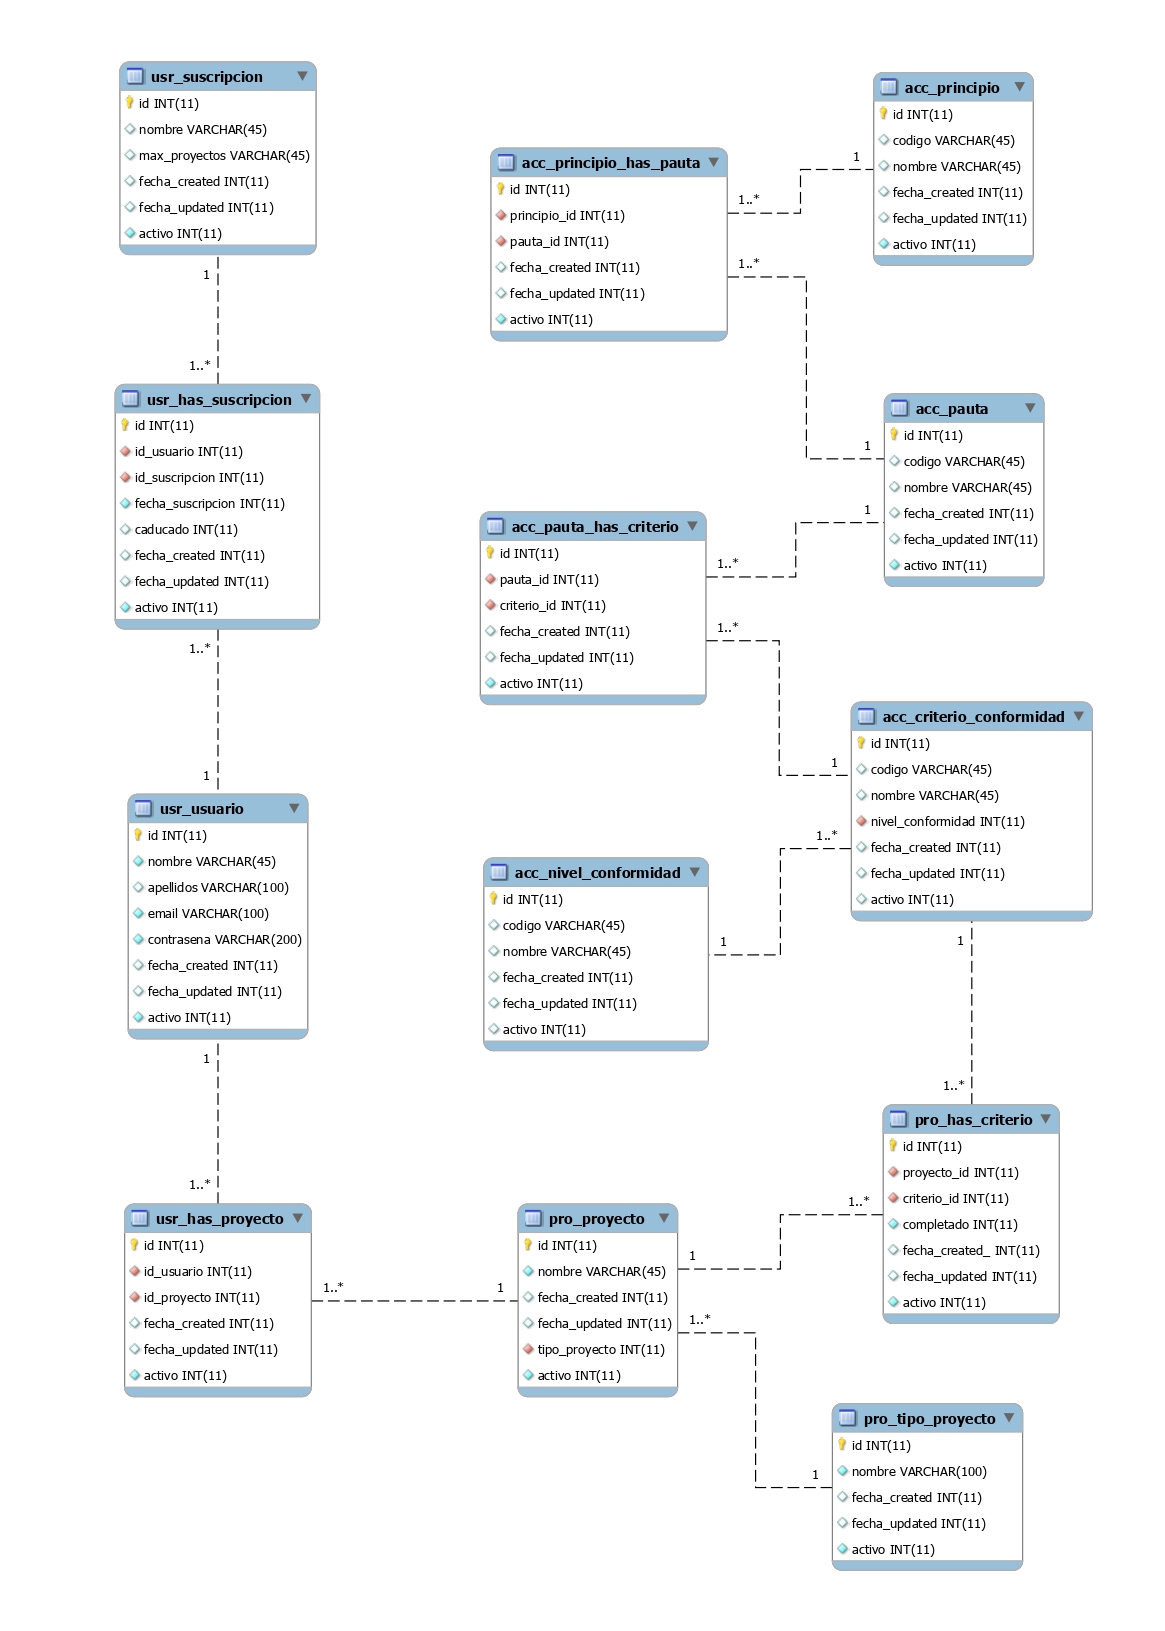 usr_suscripcion
id INT(11)
nombre VARCHAR(45)
max_proyectos VARCHAR(45)
fecha_created INT(11)
fecha_updated INT(11)
activo INT(11)
1
1..*
usr_has_suscripcion
id INT(11)
id_usuario INT(11)
id_suscripcion INT(11)
fecha_suscripcion INT(11)
caducado INT(11)
fecha_created INT(11)
fecha_updated INT(11)
activo INT(11)
1..*
1
usr_usuario
id INT(11)
nombre VARCHAR(45)
apellidos VARCHAR(100)
email VARCHAR(100)
contrasena VARCHAR(200)
fecha_created INT(11)
fecha_updated INT(11)
activo INT(11)
1
1..*
usr_has_proyecto
id INT(11)
id_usuario INT(11)
id_proyecto INT(11)
fecha_created INT(11)
fecha_updated INT(11)
activo INT(11)
1..*
1
acc_principio_has_pauta
id INT(11)
principio_id INT(11)
pauta_id INT(11)
fecha_created INT(11)
fecha_updated INT(11)
activo INT(11)
1..*
1
1..*
1
acc_principio
id INT(11)
codigo VARCHAR(45)
nombre VARCHAR(45)
fecha_created INT(11)
fecha_updated INT(11)
activo INT(11)
acc_pauta
id INT(11)
codigo VARCHAR(45)
nombre VARCHAR(45)
fecha_created INT(11)
fecha_updated INT(11)
activo INT(11)
1
1..*
acc_pauta_has_criterio
id INT(11)
pauta_id INT(11)
criterio_id INT(11)
fecha_created INT(11)
fecha_updated INT(11)
activo INT(11)
1..*
1
acc_criterio_conformidad
id INT(11)
codigo VARCHAR(45)
nombre VARCHAR(45)
nivel_conformidad INT(11)
fecha_created INT(11)
fecha_updated INT(11)
activo INT(11)
1..*
1
acc_nivel_conformidad
id INT(11)
codigo VARCHAR(45)
nombre VARCHAR(45)
fecha_created INT(11)
fecha_updated INT(11)
activo INT(11)
1
1..*
pro_has_criterio
id INT(11)
proyecto_id INT(11)
criterio_id INT(11)
completado INT(11)
fecha_created_ INT(11)
fecha_updated INT(11)
activo INT(11)
1..*
1
pro_proyecto
id INT(11)
nombre VARCHAR(45)
fecha_created INT(11)
fecha_updated INT(11)
tipo_proyecto INT(11)
activo INT(11)
1..*
1
pro_tipo_proyecto
id INT(11)
nombre VARCHAR(100)
fecha_created INT(11)
fecha_updated INT(11)
activo INT(11)